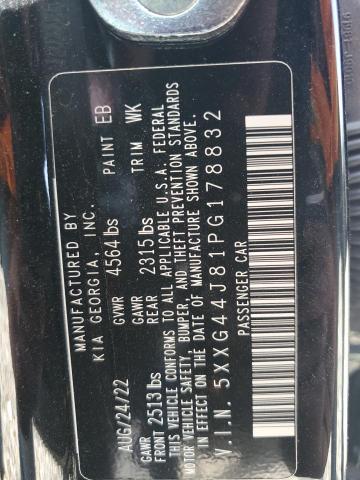 MANUFACTURED BY
KIA GEORGIA, INC.
AUG/24/22 GVWR 4564 lbs PAINT EB
GAWR FRONT 2513 lbs GAWR REAR 2315 lbs TRIM WK
THIS VEHICLE CONFORMS TO ALL APPLICABLE U.S.A. FEDERAL
MOTOR VEHICLE SAFETY, BUMPER, AND THEFT PREVENTION STANDARDS
IN EFFECT ON THE DATE OF MANUFACTURE SHOWN ABOVE.
V.I.N. 5XXG44J81PG178832
PASSENGER CAR